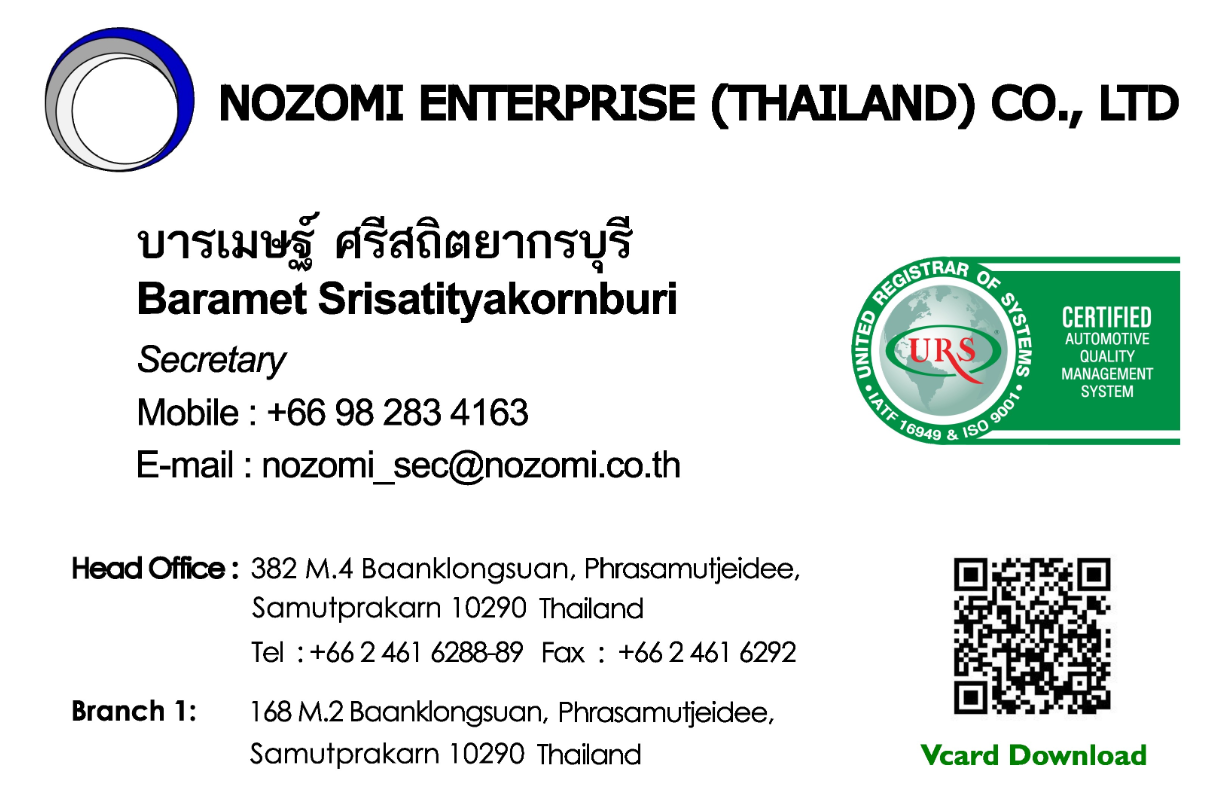 NOZOMI ENTERPRISE (THAILAND) CO., LTD
บารเมษฐ์ ศรีสถิตยากรบุรี
Baramet Srisatityakornburi
Secretary
Mobile : +66 98 283 4163
E-mail : nozomi_sec@nozomi.co.th
UNITED REGISTRAR OF SYSTEMS
URS
• IATF 16949 & ISO 9001 •
CERTIFIED
AUTOMOTIVE
QUALITY
MANAGEMENT
SYSTEM
Head Office : 382 M.4 Baanklongsuan, Phrasamutjeidee,
Samutprakarn 10290 Thailand
Tel : +66 2 461 6288-89 Fax : +66 2 461 6292
Branch 1: 168 M.2 Baanklongsuan, Phrasamutjeidee,
Samutprakarn 10290 Thailand
Vcard Download